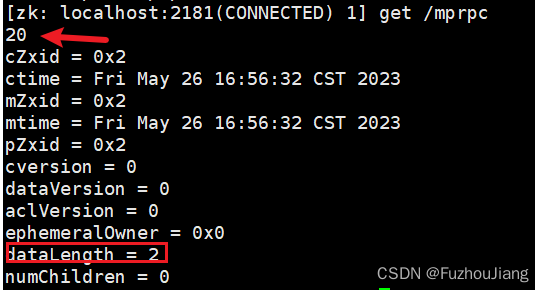 [zk: localhost:2181(CONNECTED) 1] get /mprpc
20
cZxid = 0x2
ctime = Fri May 26 16:56:32 CST 2023
mZxid = 0x2
mtime = Fri May 26 16:56:32 CST 2023
pZxid = 0x2
cversion = 0
dataVersion = 0
aclVersion = 0
ephemeralOwner = 0x0
dataLength = 2
numChildren = 0
CSDN @FuzhouJiang